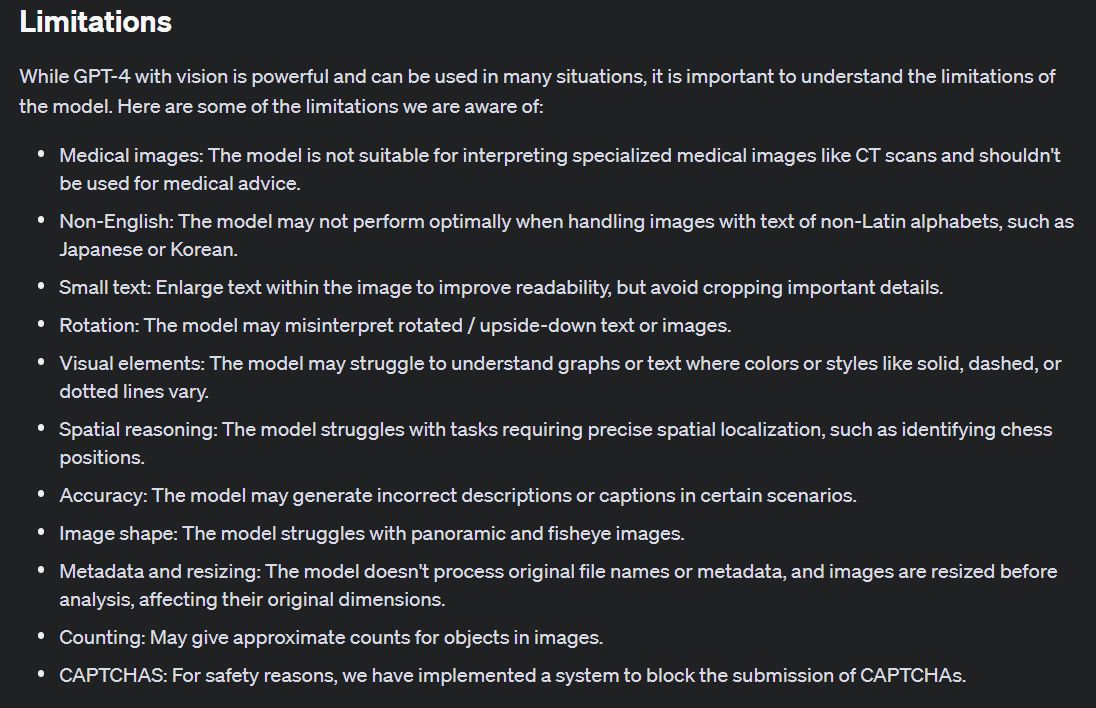 Limitations
While GPT-4 with vision is powerful and can be used in many situations, it is important to understand the limitations of
the model. Here are some of the limitations we are aware of:
• Medical images: The model is not suitable for interpreting specialized medical images like CT scans and shouldn't
be used for medical advice.
• Non-English: The model may not perform optimally when handling images with text of non-Latin alphabets, such as
Japanese or Korean.
• Small text: Enlarge text within the image to improve readability, but avoid cropping important details.
• Rotation: The model may misinterpret rotated / upside-down text or images.
• Visual elements: The model may struggle to understand graphs or text where colors or styles like solid, dashed, or
dotted lines vary.
• Spatial reasoning: The model struggles with tasks requiring precise spatial localization, such as identifying chess
positions.
• Accuracy: The model may generate incorrect descriptions or captions in certain scenarios.
• Image shape: The model struggles with panoramic and fisheye images.
• Metadata and resizing: The model doesn't process original file names or metadata, and images are resized before
analysis, affecting their original dimensions.
• Counting: May give approximate counts for objects in images.
• CAPTCHAS: For safety reasons, we have implemented a system to block the submission of CAPTCHAs.